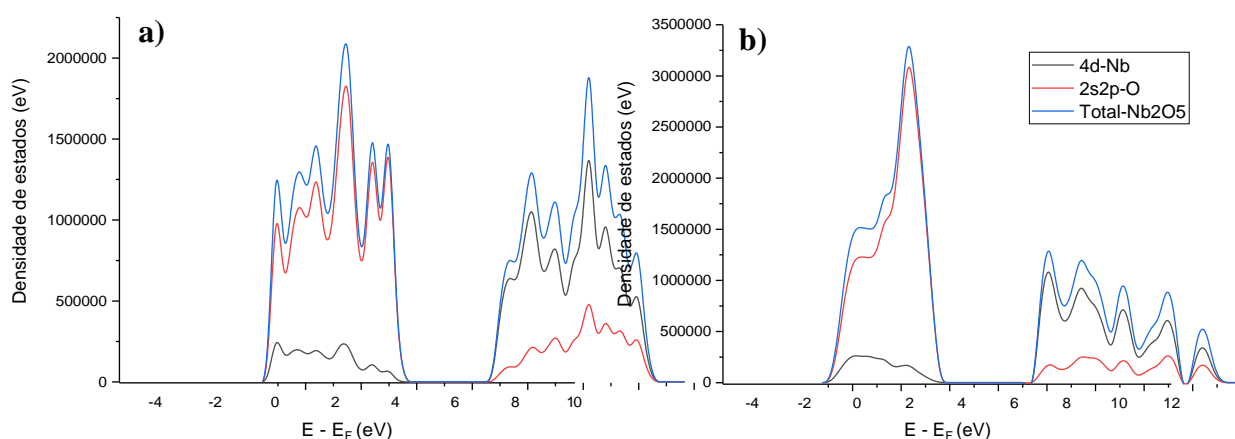 a)
Densidade de estados (eV)
2000000
1500000
1000000
500000
0
-4 -2 0 2 4 6 8 10
E - E_F (eV)
b)
4d-Nb
2s2p-O
Total-Nb2O5
Densidade de estados (eV)
3500000
3000000
2500000
2000000
1500000
1000000
500000
0
-4 -2 0 2 4 6 8 10 12
E - E_F (eV)